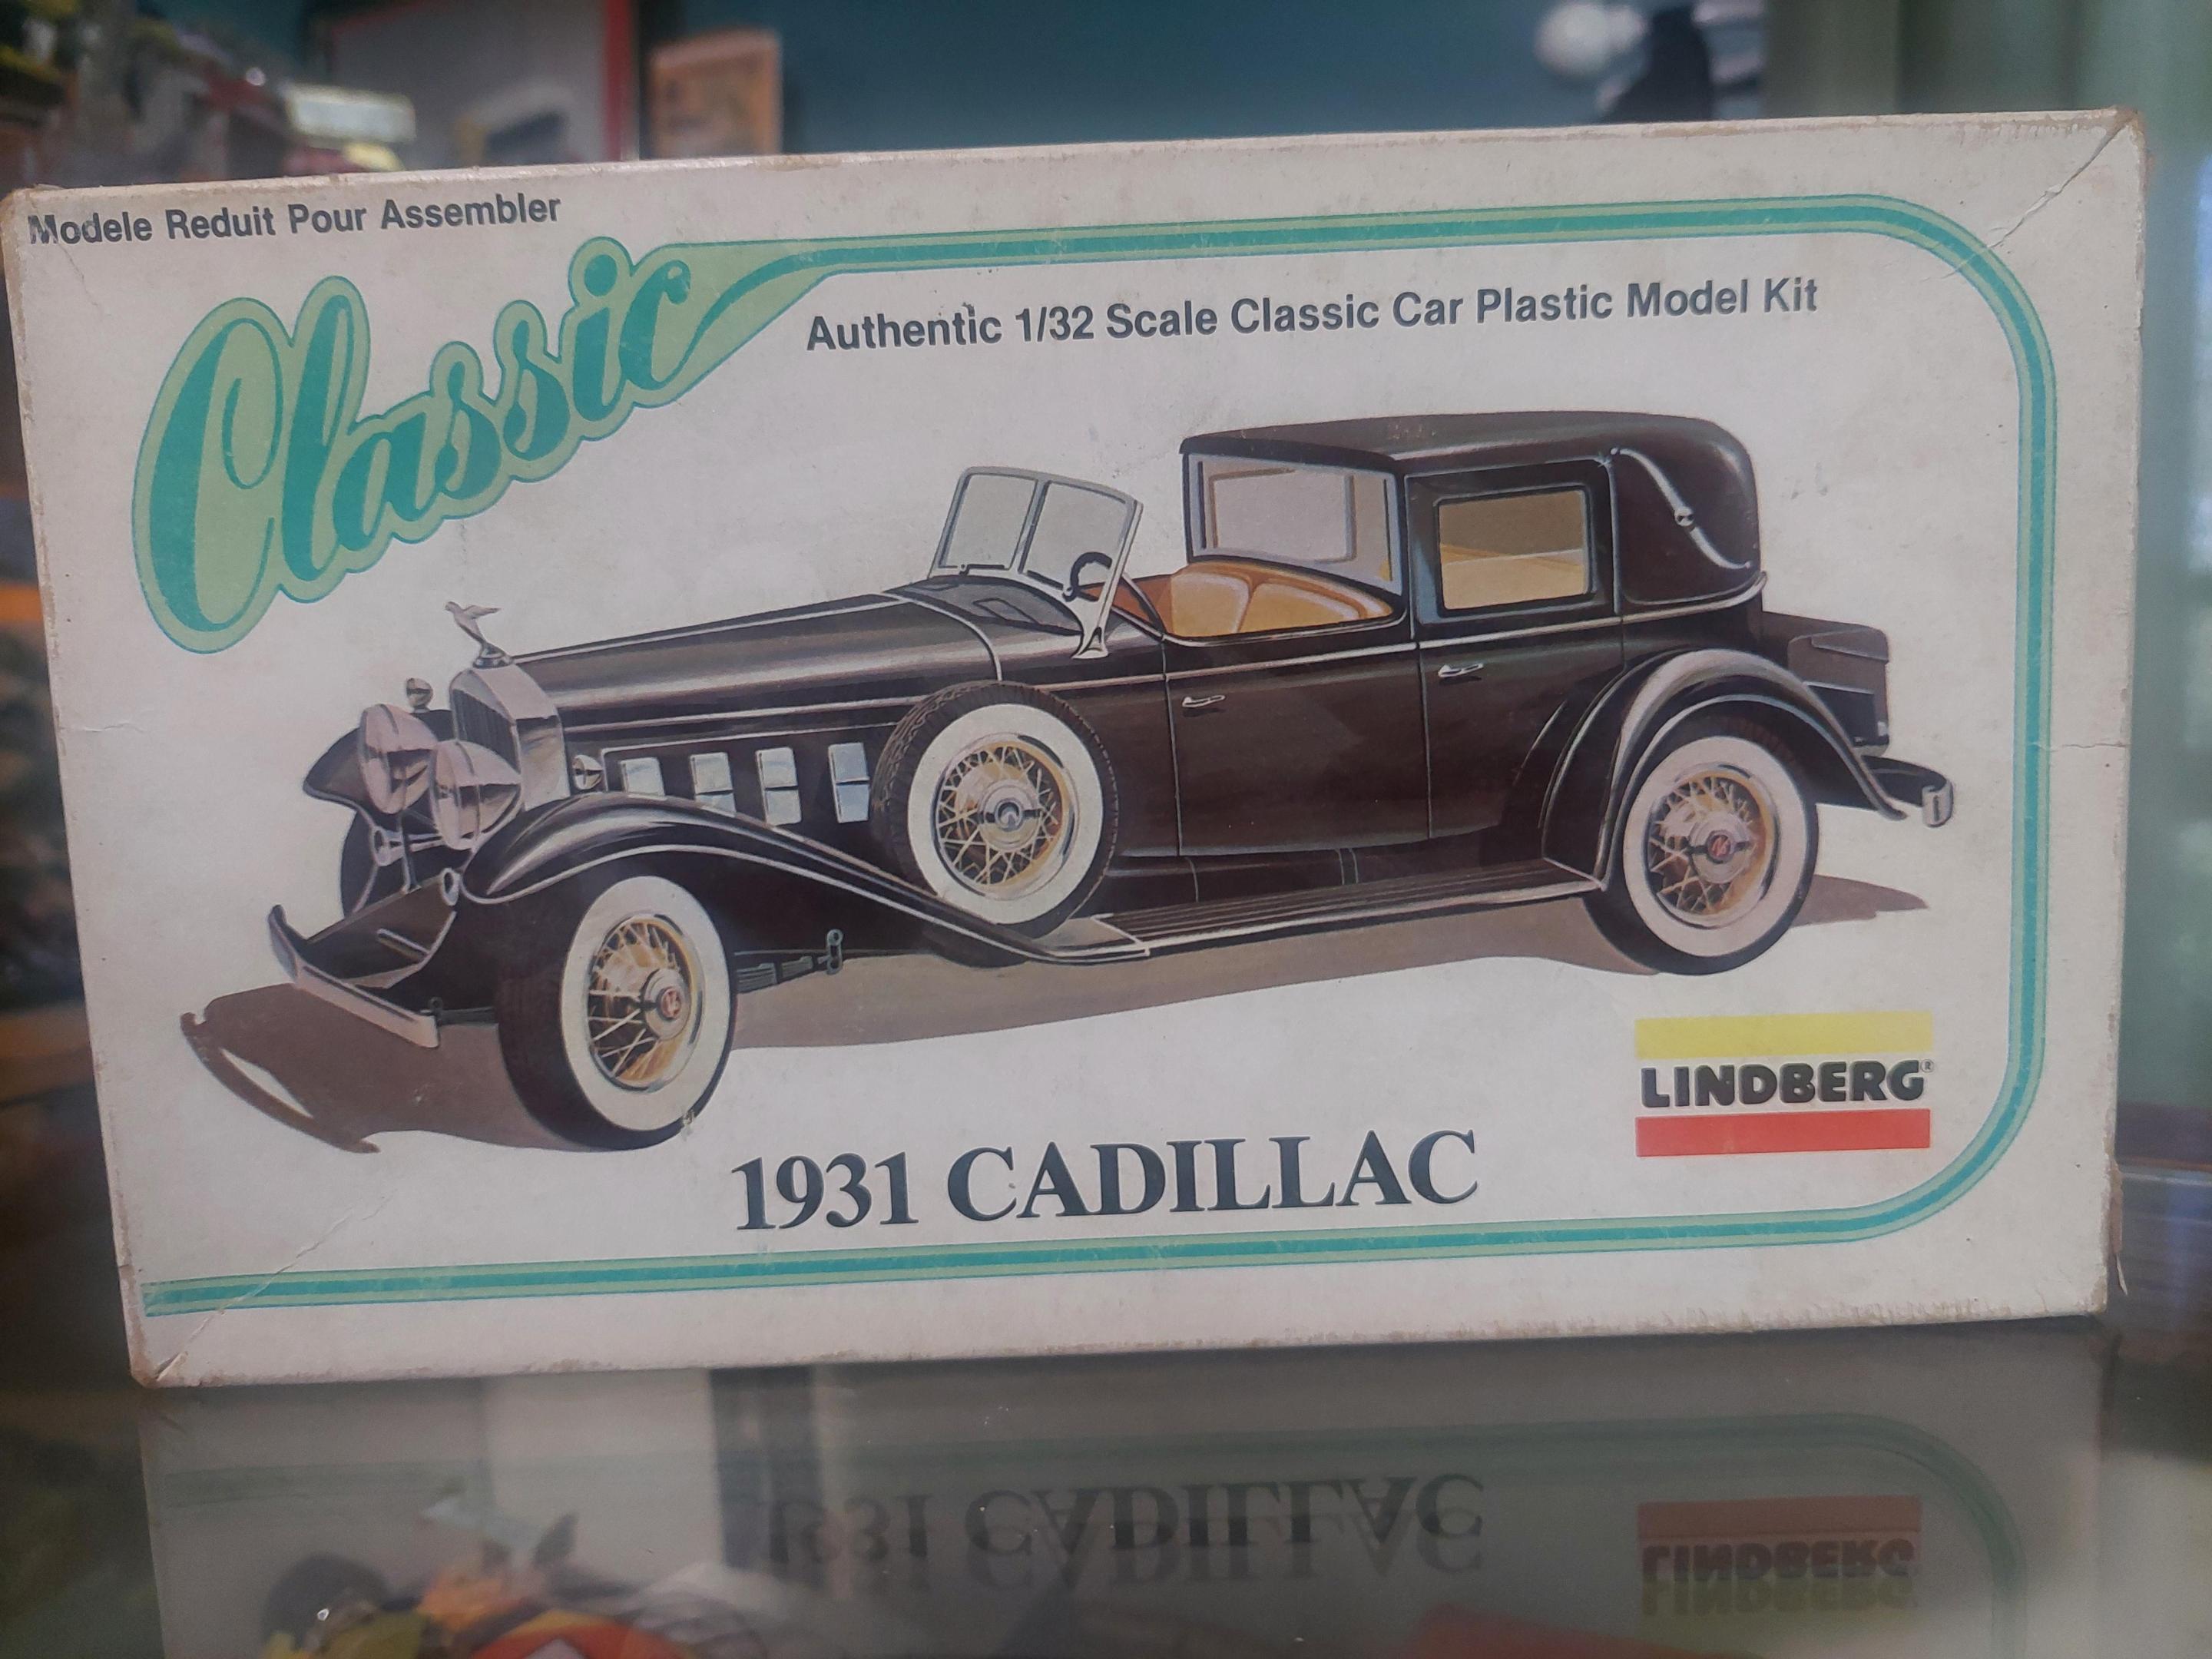 Modele Reduit Pour Assembler
Classic
Authentic 1/32 Scale Classic Car Plastic Model Kit
LINDBERG®
1931 CADILLAC